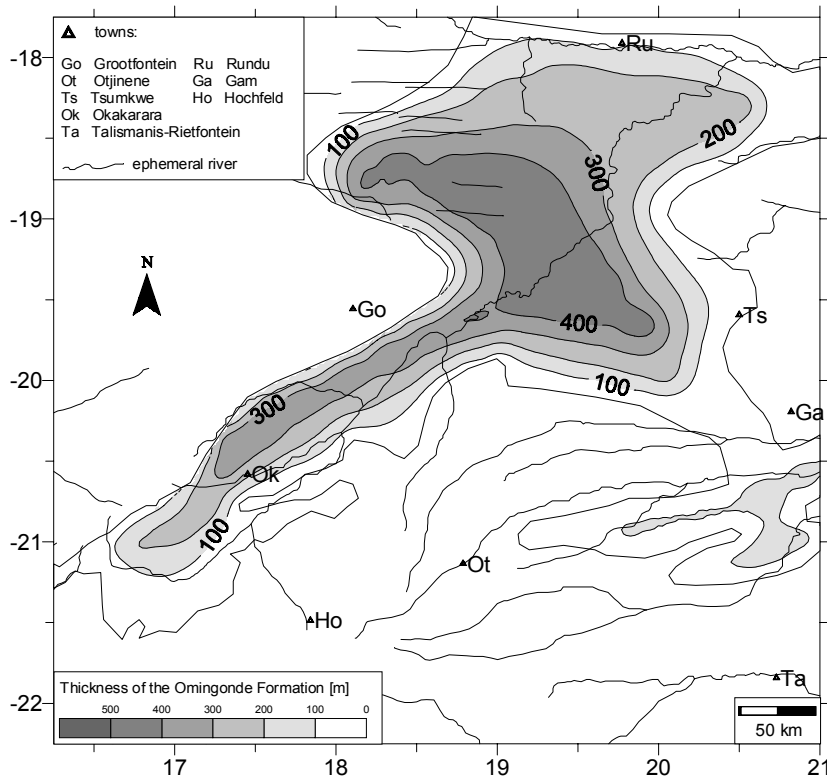 towns:
Go Grootfontein Ru Rundu
Ot Otjinene Ga Gam
Ts Tsumkwe Ho Hochfeld
Ok Okakarara
Ta Talismanis-Rietfontein
ephemeral river
-18
-19
-20
-21
-22
Ru
100
200
300
N
Go
400
Ts
100
Ga
300
Ok
100
Ot
Ho
Ta
Thickness of the Omingonde Formation [m]
500 400 300 200 100 0
50 km
17 18 19 20 21